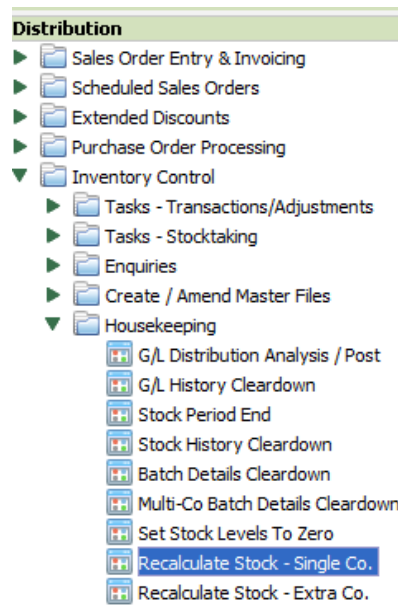 Distribution
Sales Order Entry & Invoicing
Scheduled Sales Orders
Extended Discounts
Purchase Order Processing
Inventory Control
Tasks - Transactions/Adjustments
Tasks - Stocktaking
Enquiries
Create / Amend Master Files
Housekeeping
G/L Distribution Analysis / Post
G/L History Cleardown
Stock Period End
Stock History Cleardown
Batch Details Cleardown
Multi-Co Batch Details Cleardown
Set Stock Levels To Zero
Recalculate Stock - Single Co.
Recalculate Stock - Extra Co.